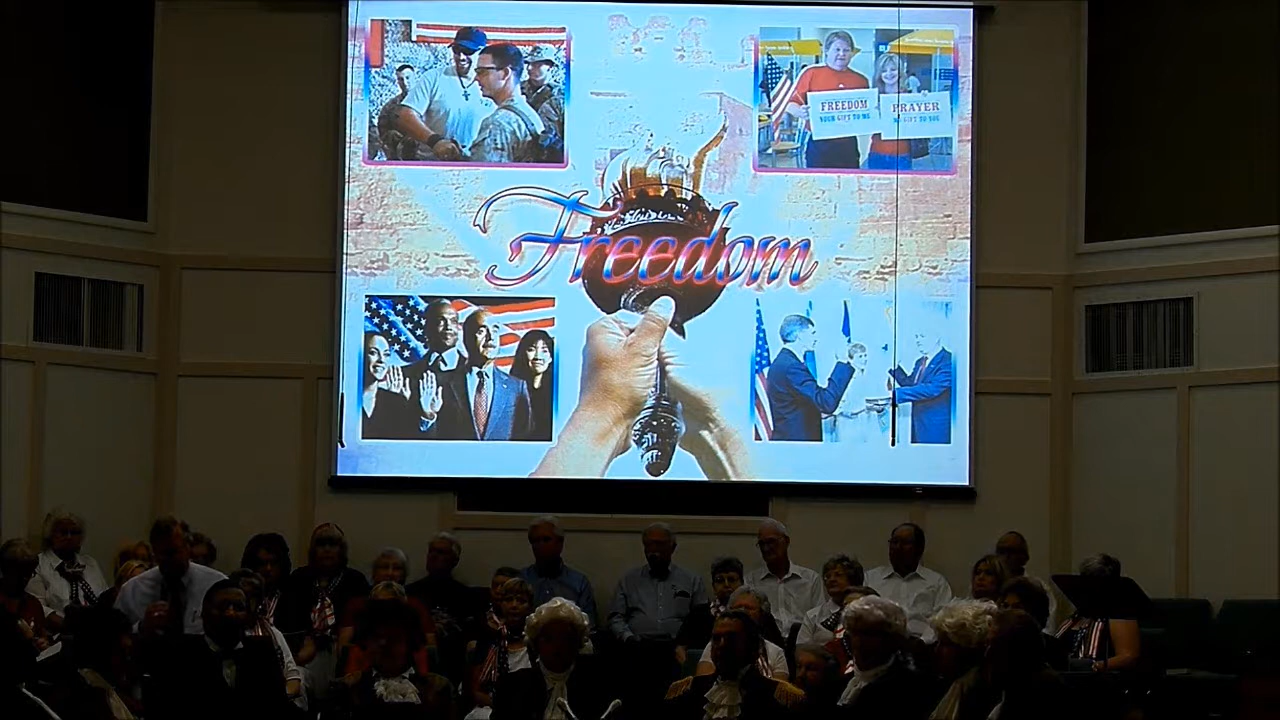 FREEDOM
YOUR GIFT TO ME
PRAYER
MY GIFT TO YOU
Freedom